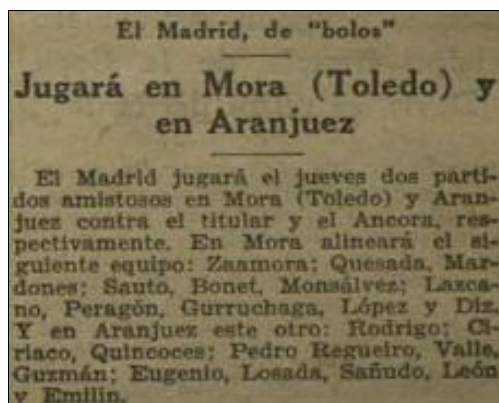 El Madrid, de "bolos"
Jugará en Mora (Toledo) y
en Aranjuez
El Madrid jugará el jueves dos parti-
dos amistosos en Mora (Toledo) y Aran-
juez contra el titular y el Ancora, res-
pectivamente. En Mora alineará el si-
guiente equipo: Zaamora; Quesada, Mar-
dones; Sauto, Bonet, Monsálvez; Lazca-
no, Peragón, Gurruchaga, López y Diz.
Y en Aranjuez este otro: Rodrigo; Ci-
riaco, Quincoces; Pedro Regueiro, Valle,
Guzmán; Eugenio, Losada, Sañudo, León
y Emilín.